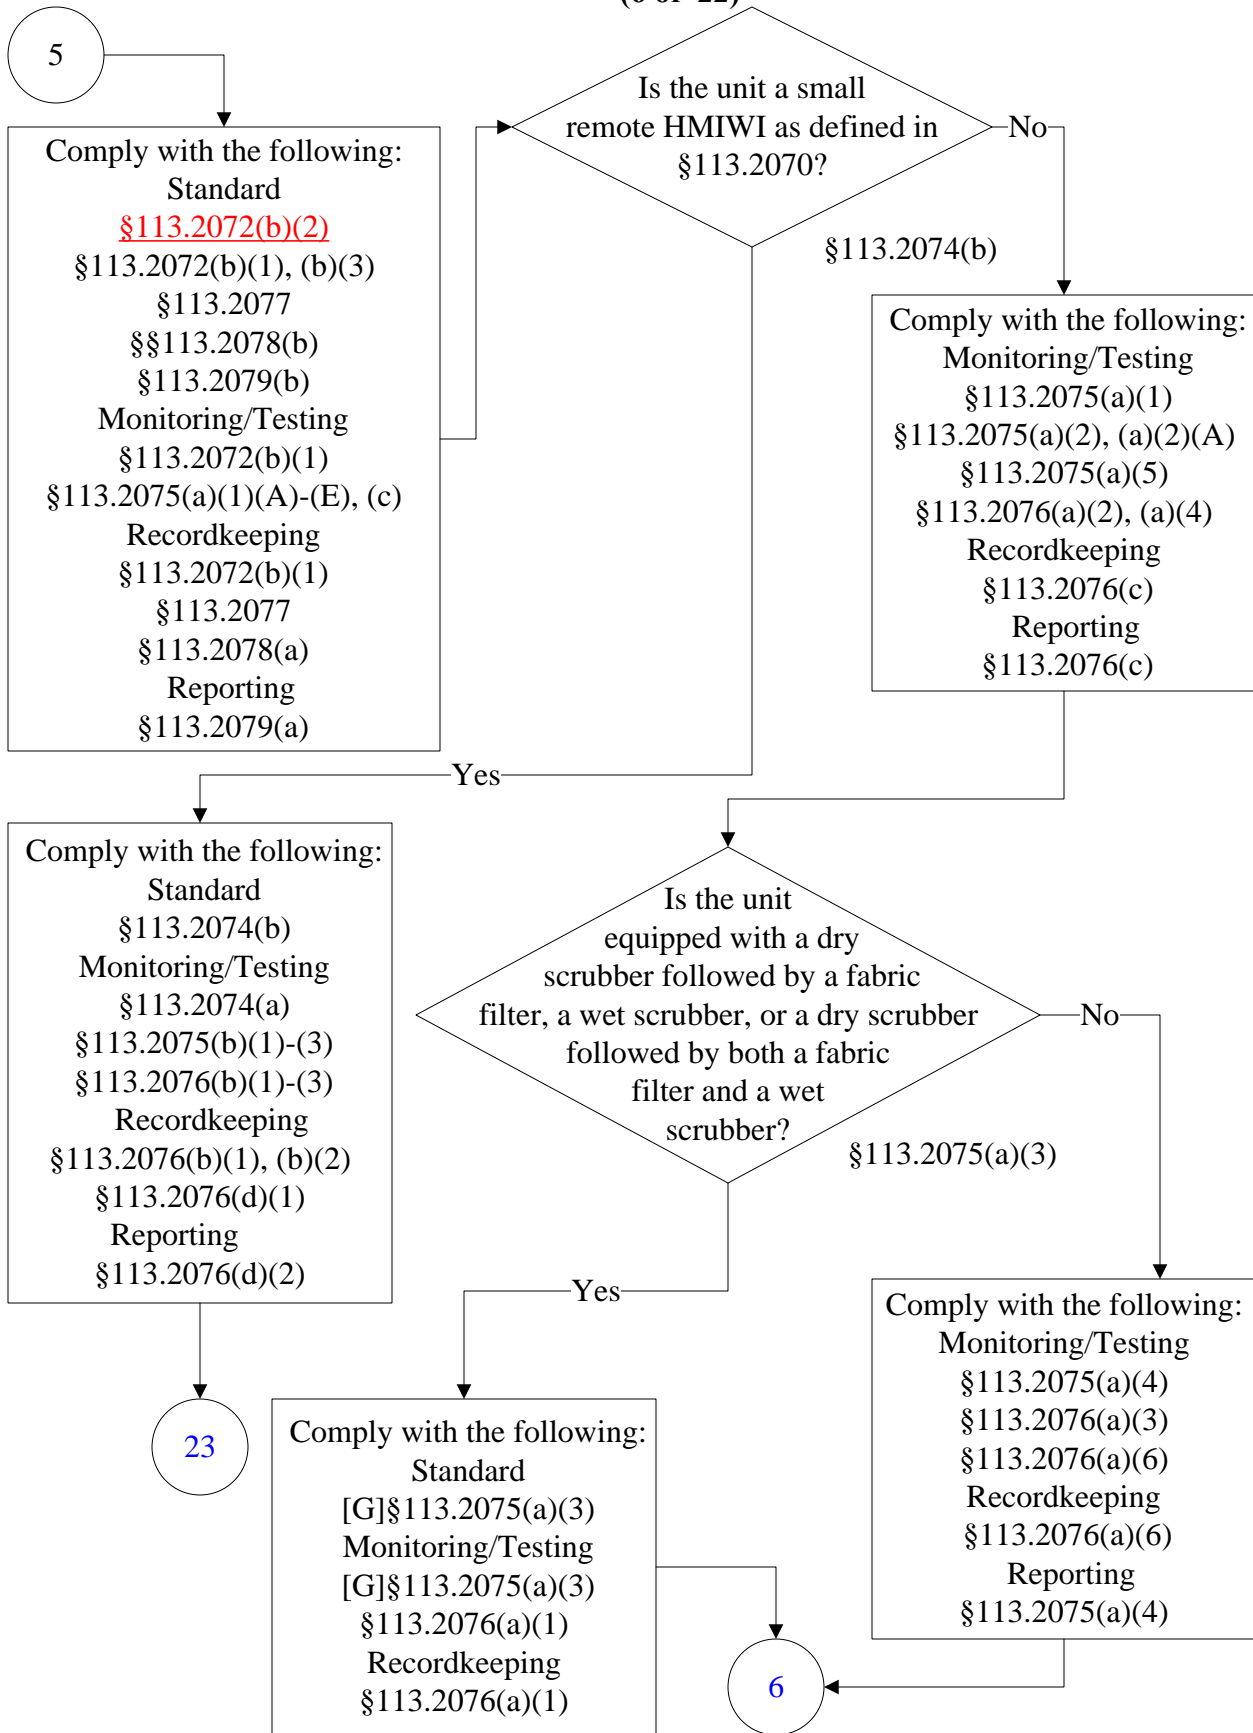 (6 of 22)
5
Comply with the following:
Standard
§113.2072(b)(2)
§113.2072(b)(1), (b)(3)
§113.2077
§§113.2078(b)
§113.2079(b)
Monitoring/Testing
§113.2072(b)(1)
§113.2075(a)(1)(A)-(E), (c)
Recordkeeping
§113.2072(b)(1)
§113.2077
§113.2078(a)
Reporting
§113.2079(a)
Is the unit a small
remote HMIWI as defined in
§113.2070?
No
§113.2074(b)
Comply with the following:
Monitoring/Testing
§113.2075(a)(1)
§113.2075(a)(2), (a)(2)(A)
§113.2075(a)(5)
§113.2076(a)(2), (a)(4)
Recordkeeping
§113.2076(c)
Reporting
§113.2076(c)
Yes
Comply with the following:
Standard
§113.2074(b)
Monitoring/Testing
§113.2074(a)
§113.2075(b)(1)-(3)
§113.2076(b)(1)-(3)
Recordkeeping
§113.2076(b)(1), (b)(2)
§113.2076(d)(1)
Reporting
§113.2076(d)(2)
23
Is the unit
equipped with a dry
scrubber followed by a fabric
filter, a wet scrubber, or a dry scrubber
followed by both a fabric
filter and a wet
scrubber?
No
§113.2075(a)(3)
Yes
Comply with the following:
Standard
[G]§113.2075(a)(3)
Monitoring/Testing
[G]§113.2075(a)(3)
§113.2076(a)(1)
Recordkeeping
§113.2076(a)(1)
Comply with the following:
Monitoring/Testing
§113.2075(a)(4)
§113.2076(a)(3)
§113.2076(a)(6)
Recordkeeping
§113.2076(a)(6)
Reporting
§113.2075(a)(4)
6